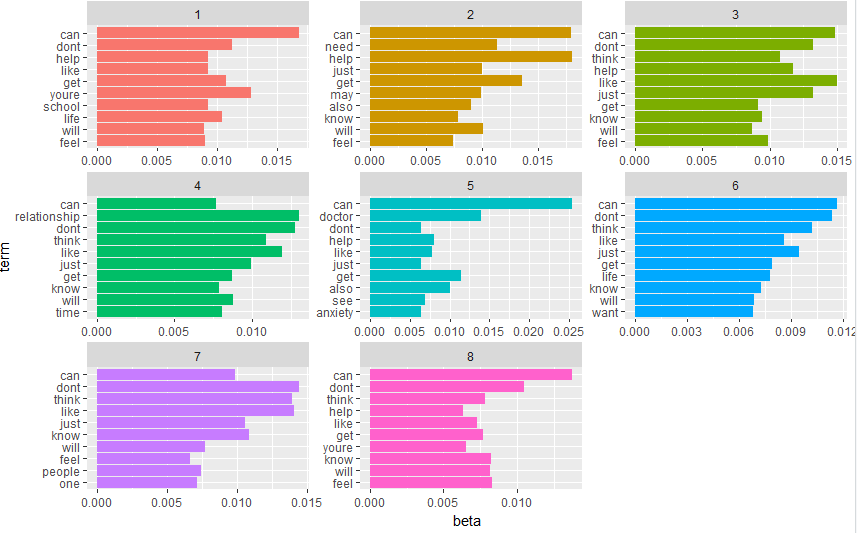 1
can
dont
help
like
get
youre
school
life
will
feel
0.000 0.005 0.010 0.015
2
can
need
help
just
get
may
also
know
will
feel
0.000 0.005 0.010 0.015
3
can
dont
think
help
like
just
get
know
will
feel
0.000 0.005 0.010 0.015
4
can
relationship
dont
think
like
just
get
know
will
time
0.000 0.005 0.010
5
can
doctor
dont
help
like
just
get
also
see
anxiety
0.000 0.005 0.010 0.015 0.020 0.025
6
can
dont
think
like
just
get
life
know
will
want
0.000 0.003 0.006 0.009 0.012
7
can
dont
think
like
just
know
will
feel
people
one
0.000 0.005 0.010 0.015
8
can
dont
think
help
like
get
youre
know
will
feel
0.000 0.005 0.010
term
beta